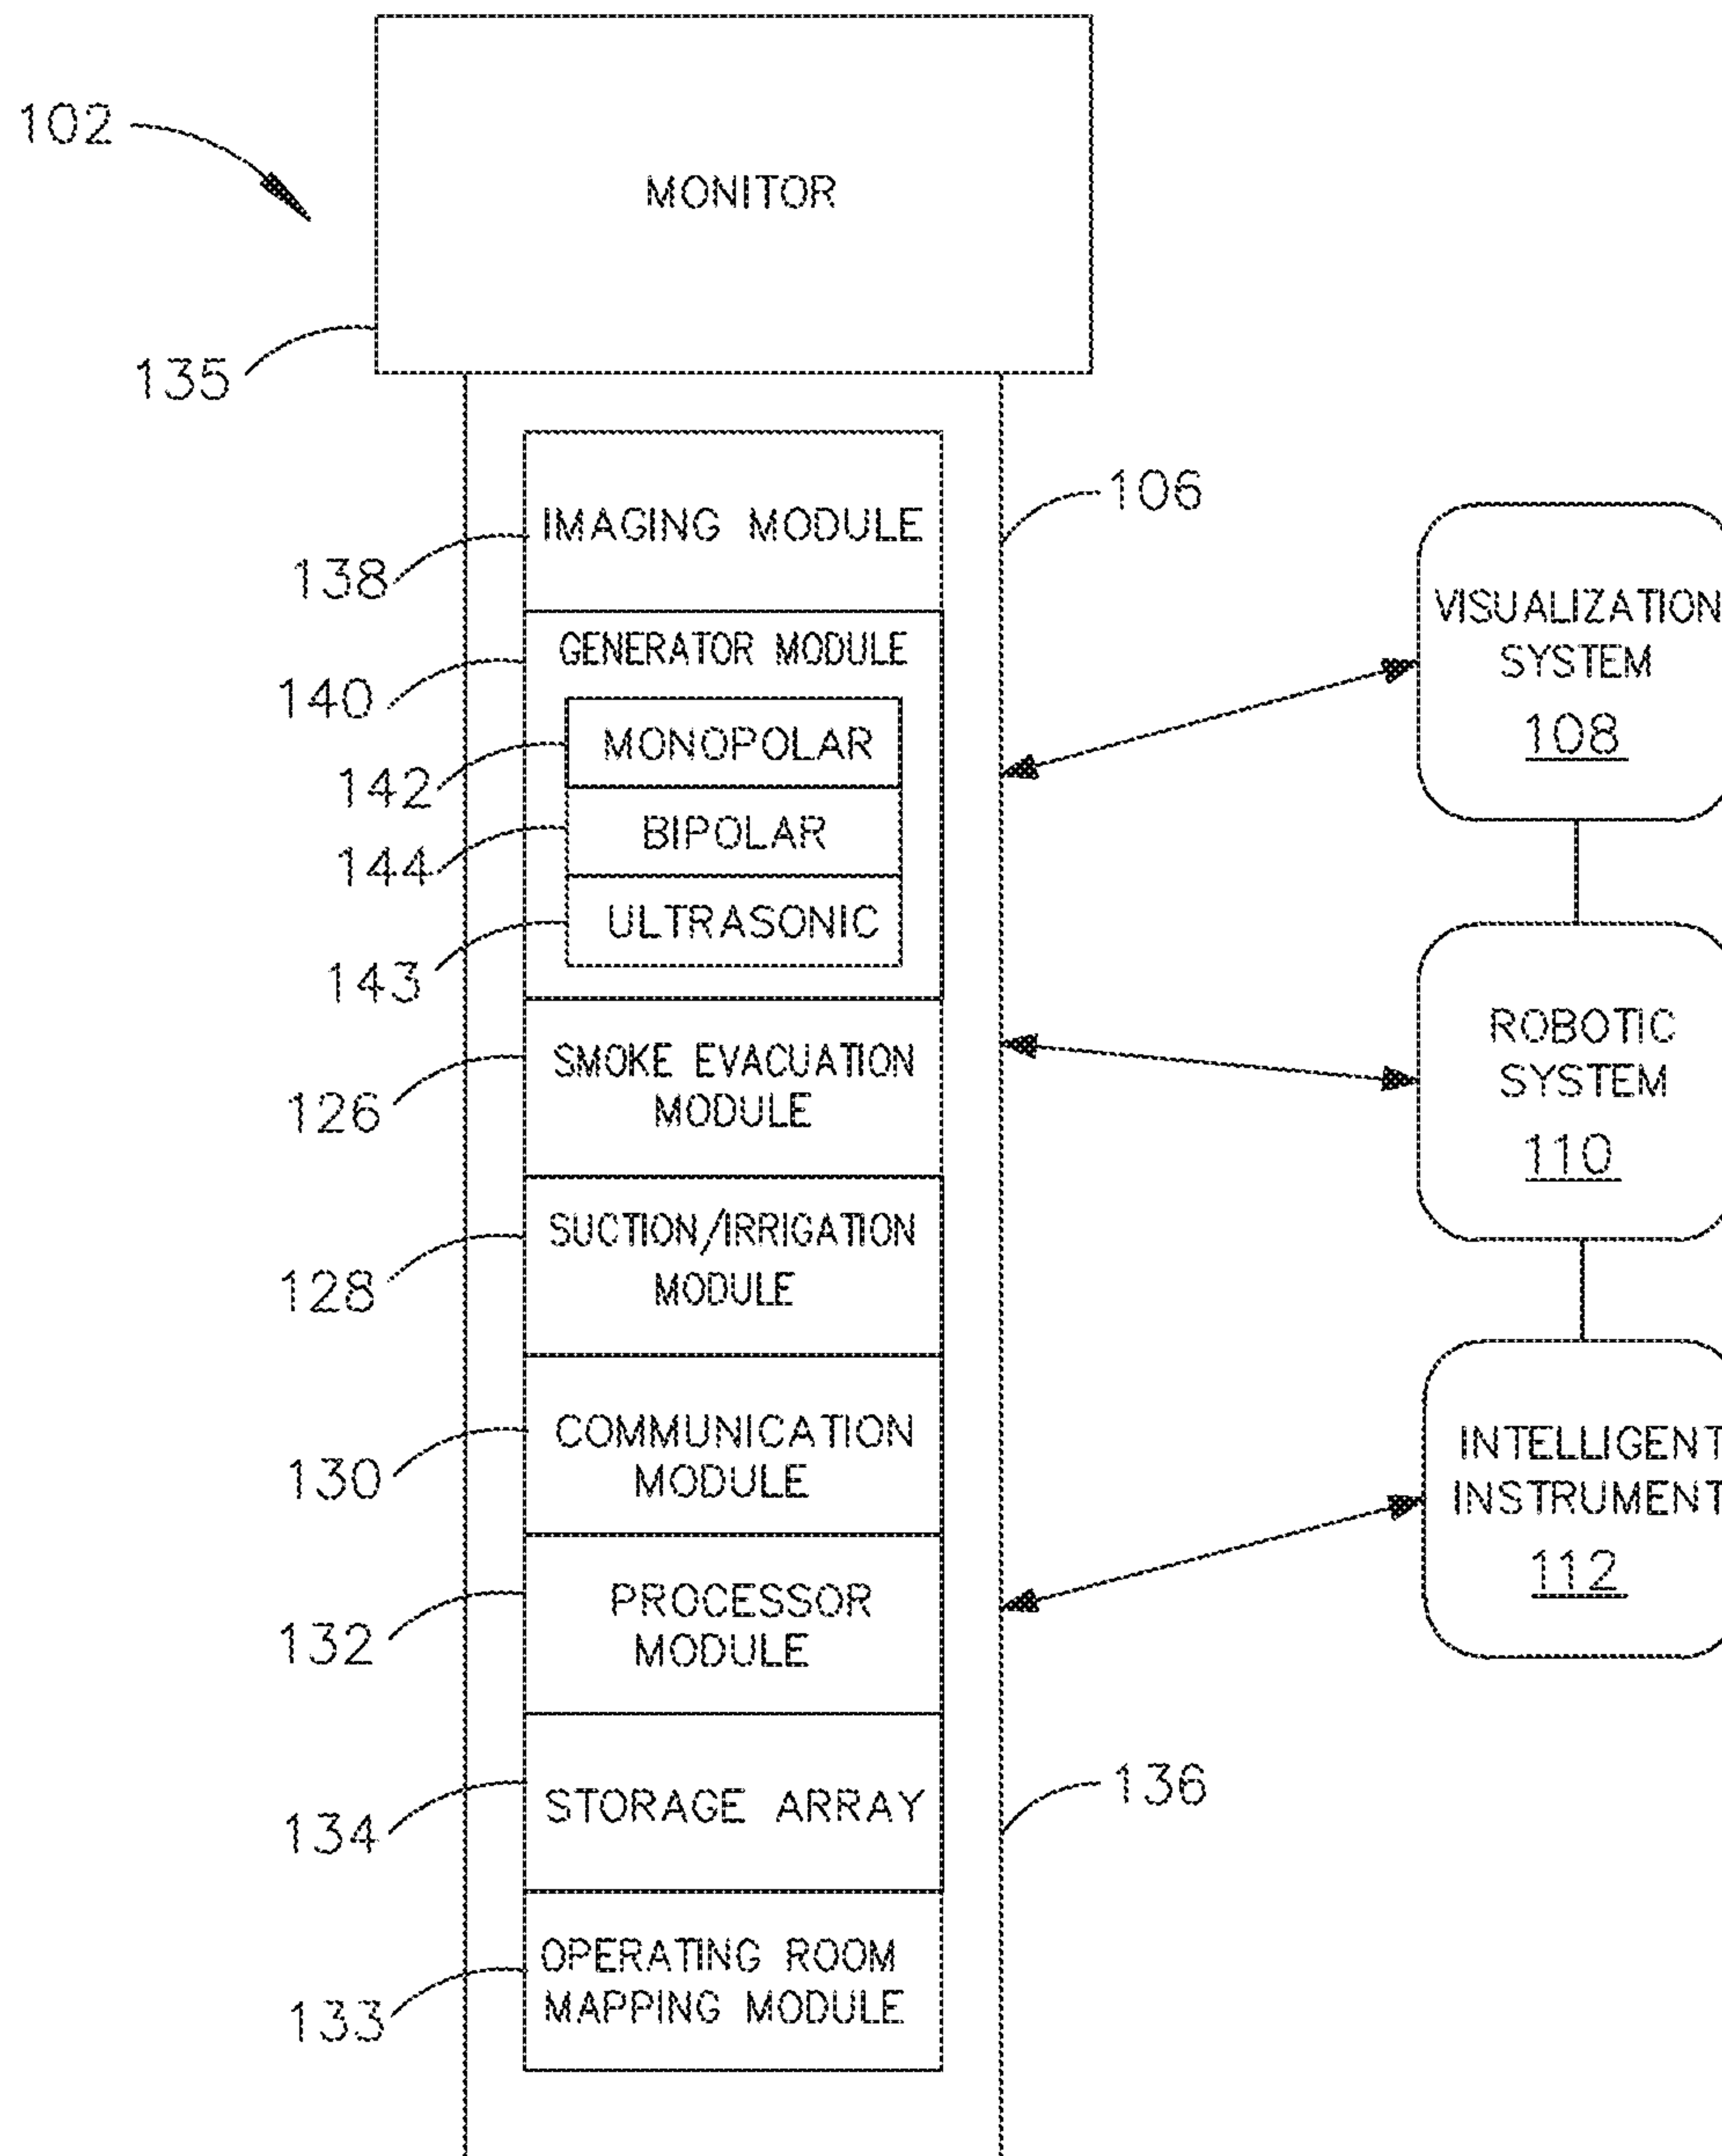 102
MONITOR
135
106
IMAGING MODULE
138
GENERATOR MODULE
140
MONOPOLAR
142
BIPOLAR
144
ULTRASONIC
143
SMOKE EVACUATION
MODULE
126
SUCTION/IRRIGATION
MODULE
128
COMMUNICATION
MODULE
130
PROCESSOR
MODULE
132
STORAGE ARRAY
134
136
OPERATING ROOM
MAPPING MODULE
133
VISUALIZATION
SYSTEM
108
ROBOTIC
SYSTEM
110
INTELLIGENT
INSTRUMENT
112